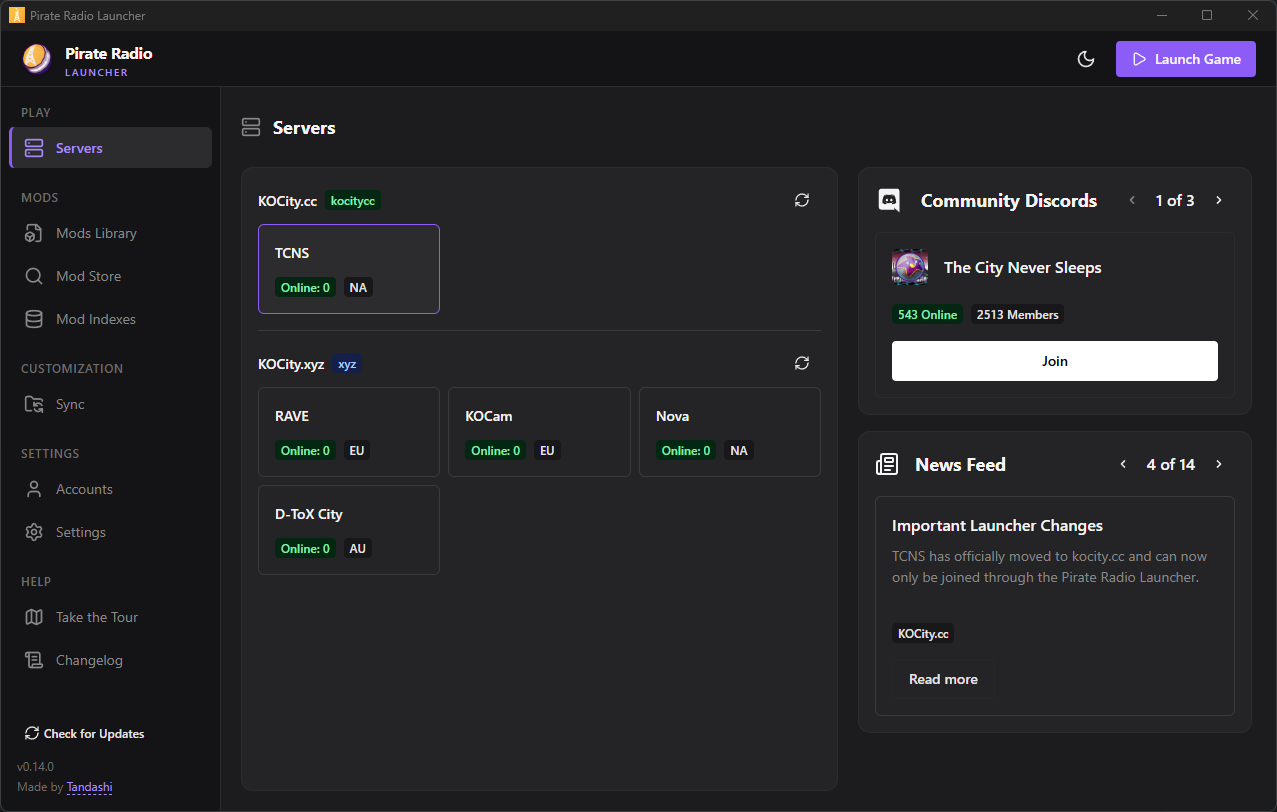 Pirate Radio Launcher
Pirate Radio
LAUNCHER
Launch Game
PLAY
Servers
MODS
Mods Library
Mod Store
Mod Indexes
CUSTOMIZATION
Sync
SETTINGS
Accounts
Settings
HELP
Take the Tour
Changelog
Check for Updates
v0.14.0
Made by Tandashi
Servers
KOCity.cc kocitycc
TCNS
Online: 0 NA
KOCity.xyz xyz
RAVE
Online: 0 EU
KOCam
Online: 0 EU
Nova
Online: 0 NA
D-ToX City
Online: 0 AU
Community Discords 1 of 3
The City Never Sleeps
543 Online 2513 Members
Join
News Feed 4 of 14
Important Launcher Changes
TCNS has officially moved to kocity.cc and can now
only be joined through the Pirate Radio Launcher.
KOCity.cc
Read more